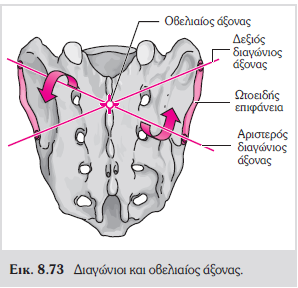 Οβελιαίος άξονας
Δεξιός
διαγώνιος
άξονας
Ωτοειδής
επιφάνεια
Αριστερός
διαγώνιος
άξονας
Εικ. 8.73 Διαγώνιοι και οβελιαίος άξονας.